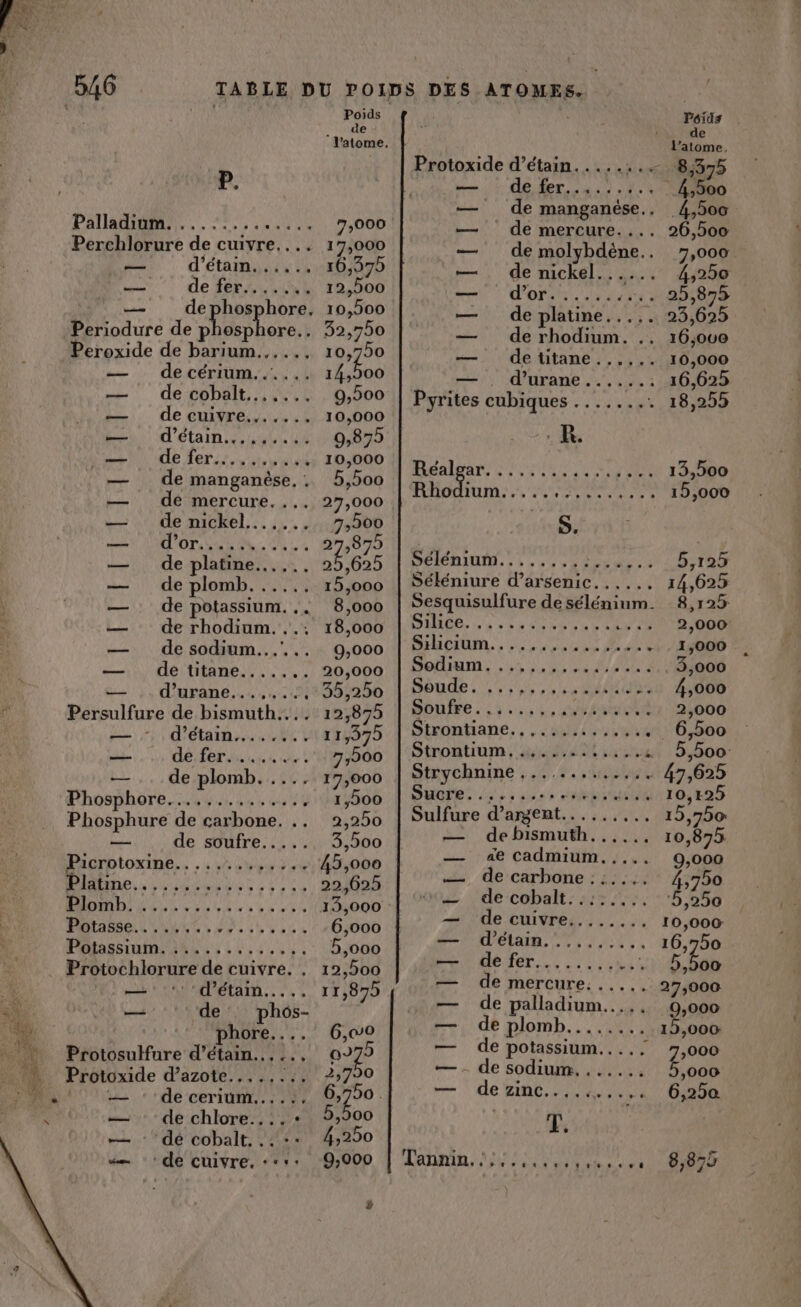 546 TABLE DU POIDS DES ATOMES.
Poids
de
l'atome.
P.
Palladium. .............. 7,000
Perchlorure de cuivre.... 17,000
— d'étain...... 16,375
— de fer....... 12,500
— de phosphore. 10,500
Periodure de phosphore.. 32,750
Peroxide de barium...... 10,750
— de cérium....... 14,500
— de cobalt....... 9,500
— de cuivre....... 10,000
— d'étain......... 9,875
— de fer.......... 10,000
— de manganèse. . 5,500
— de mercure.... 27,000
— de nickel....... 7,500
— d'or............ 27,875
— de platine...... 25,625
— de plomb...... 15,000
— de potassium. .. 8,000
— de rhodium. ... 18,000
— de sodium...... 9,000
— de titane....... 20,000
— d'urane........ 35,250
Persulfure de bismuth.... 12,875
— d'étain........ 11,375
— de fer......... 7,500
— de plomb. .... 17,000
Phosphore............... 1,500
Phosphure de carbone. .. 2,250
— de soufre..... 3,500
Picrotoxine.............. 45,000
Platine.................. 22,625
Plomb. ................. 13,000
Potasse................. 6,000
Potassium. ............. 5,000
Protochlorure de cuivre. . 12,500
— d'étain..... 11,875
— de phos-
phore.... 6,000
Protosulfure d'étain......
Protoxide d'azote........ 2,750
— de cerium...... 6,750
— de chlore..... 5,500
— de cobalt. .... 4,250
— de cuivre. .... 9,000
Poids
de
l'atome.
Protoxide d'étain........ 8,375
— de fer.......... 4,500
— de manganése.. 4,500
— de mercure.... 26,500
— de molybdène.. 7,000
— de nickel...... 4,250
— d'or........... 25,875
— de platine..... 23,625
— de rhodium. .. 16,000
— de titane...... 10,000
— d'urane....... 16,625
Pyrites cubiques ........ 18,255
R.
Réalgar.................. 13,500
Rhodium................ 15,000
S.
Sélénium................ 5,125
Séléniure d'arsenic...... 14,625
Sesquisulfure de sélénium. 8,125
Silice................... 2,000
Silicium................. 1,000
Sodium. ................ 3,000
Soude. ................. 4,000
Soufre.................. 2,000
Strontiane............... 6,500
Strontium............... 5,500
Strychnine .............. 47,625
Sucre................... 10,125
Sulfure d'argent......... 15,750
— de bismuth...... 10,875
— de cadmium..... 9,000
— de carbone...... 4,750
— de cobalt........ 5,250
— de cuivre........ 10,000
— d'étain.......... 16,750
— de fer........... 5,500
— de mercure...... 27,000
— de palladium..... 9,000
— de plomb........ 15,000
— de potassium..... 7,000
— de sodium....... 5,000
— de zinc.......... 6,250
T.
Tannin.................. 8,875